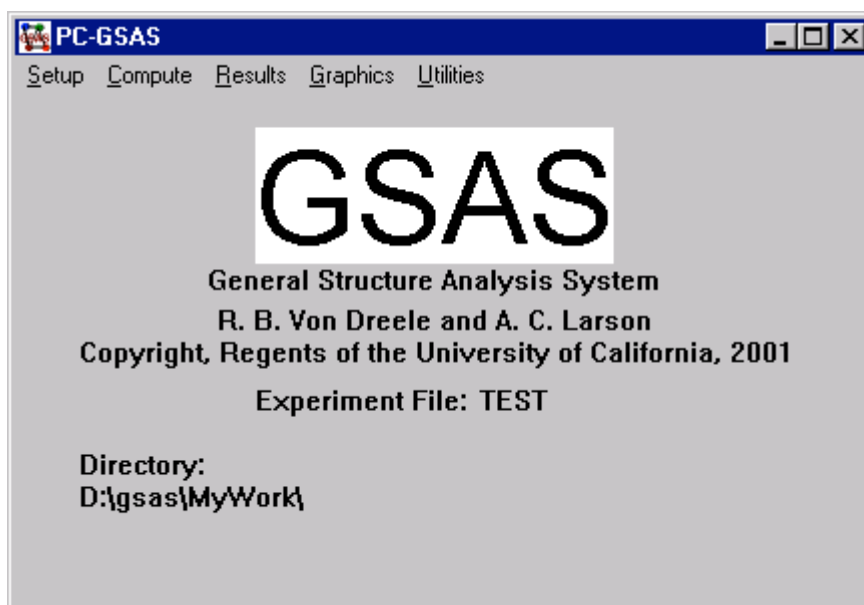 PC-GSAS
Setup Compute Results Graphics Utilities
GSAS
General Structure Analysis System
R. B. Von Dreele and A. C. Larson
Copyright, Regents of the University of California, 2001
Experiment File: TEST
Directory:
D:\gsas\MyWork\